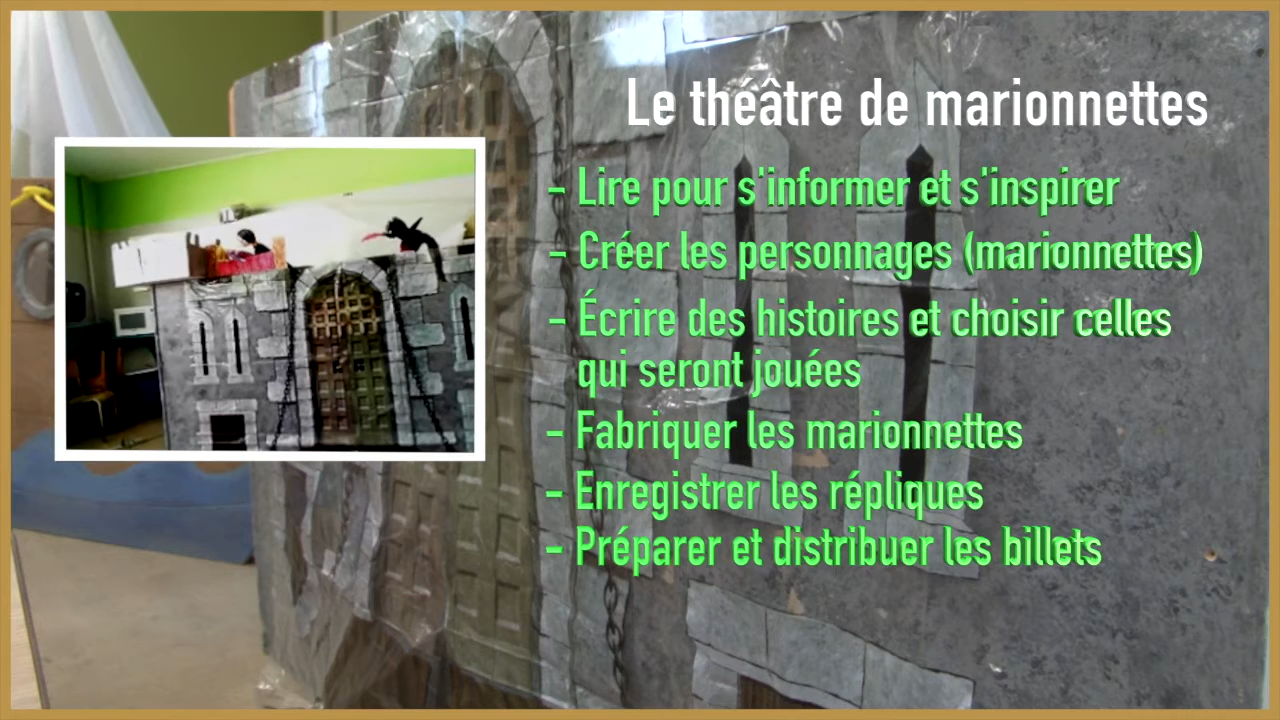 Le théâtre de marionnettes
- Lire pour s'informer et s'inspirer
- Créer les personnages (marionnettes)
- Écrire des histoires et choisir celles
qui seront jouées
- Fabriquer les marionnettes
- Enregistrer les répliques
- Préparer et distribuer les billets